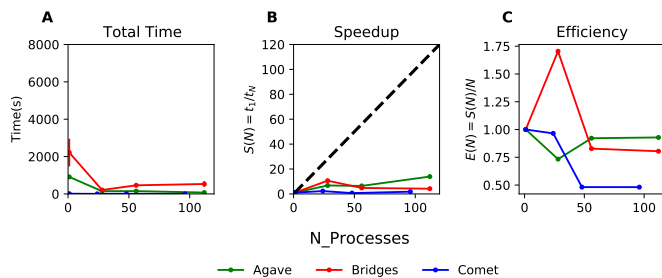 A
B
C
Total Time
Speedup
Efficiency
Time(s)
8000
6000
4000
2000
0
0
50
100
S(N) = t1/tN
120
100
80
60
40
20
0
0
50
100
E(N) = S(N)/N
1.75
1.50
1.25
1.00
0.75
0.50
0
50
100
N_Processes
Agave
Bridges
Comet